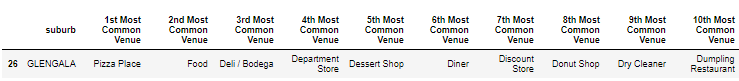 suburb 1st Most Common Venue 2nd Most Common Venue 3rd Most Common Venue 4th Most Common Venue 5th Most Common Venue 6th Most Common Venue 7th Most Common Venue 8th Most Common Venue 9th Most Common Venue 10th Most Common Venue
26 GLENGALA Pizza Place Food Deli / Bodega Department Store Dessert Shop Diner Discount Store Donut Shop Dry Cleaner Dumpling Restaurant